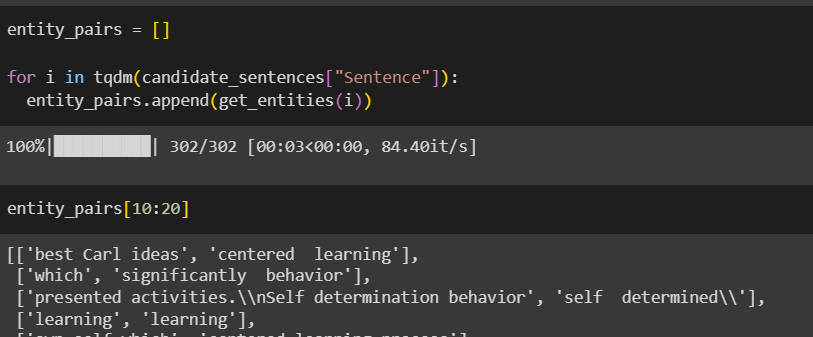 entity_pairs = []
for i in tqdm(candidate_sentences["Sentence"]):
  entity_pairs.append(get_entities(i))
100%|██████████| 302/302 [00:03<00:00, 84.40it/s]
entity_pairs[10:20]
[['best Carl ideas', 'centered  learning'],
 ['which', 'significantly  behavior'],
 ['presented activities.\\nSelf determination behavior', 'self  determined\\'],
 ['learning', 'learning'],